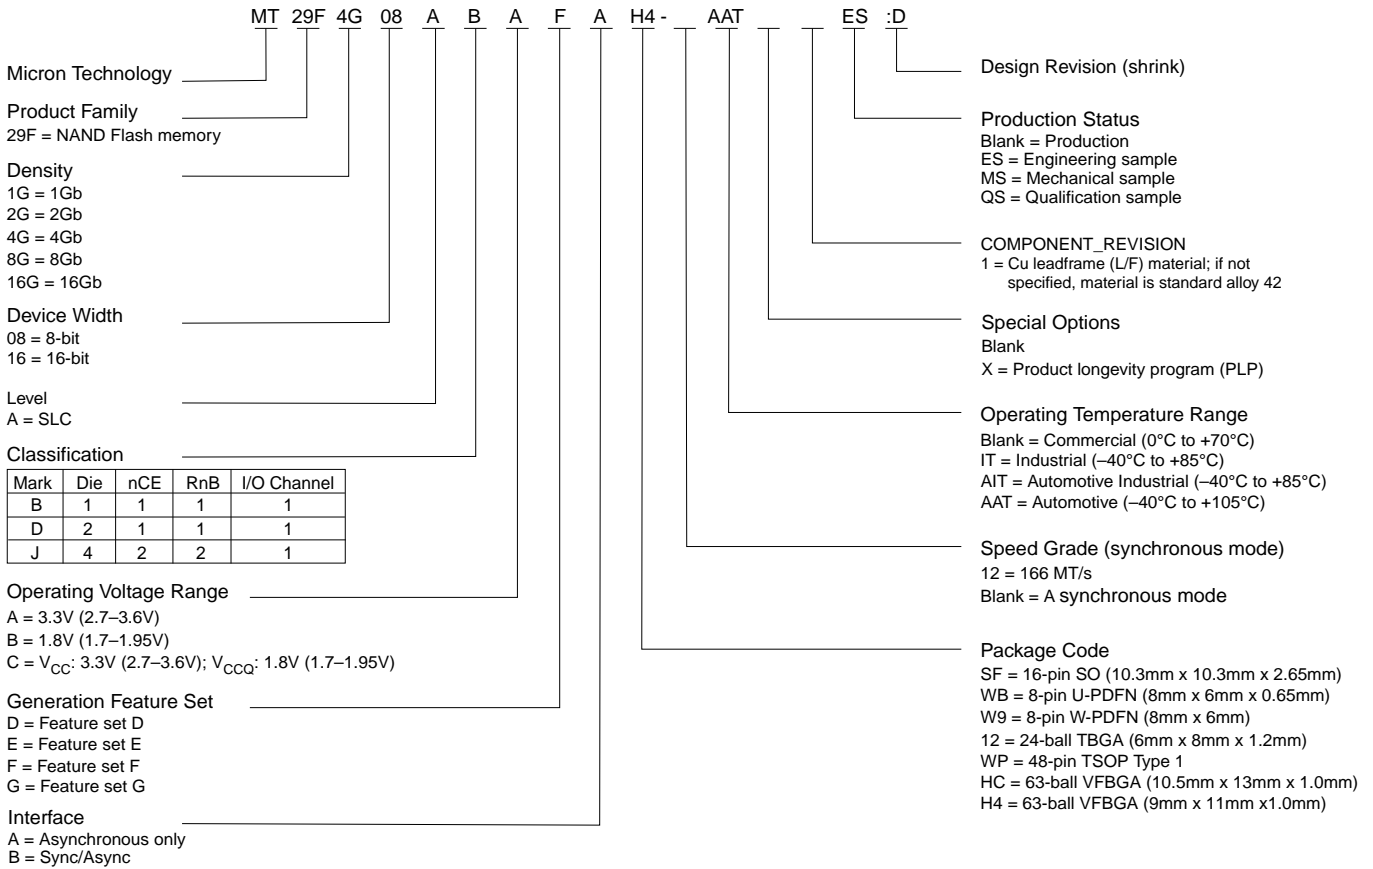 MT 29F 4G 08 A B A F A H4 - AAT ES :D
Micron Technology
Product Family
29F = NAND Flash memory
Density
1G = 1Gb
2G = 2Gb
4G = 4Gb
8G = 8Gb
16G = 16Gb
Device Width
08 = 8-bit
16 = 16-bit
Level
A = SLC
Classification
Mark Die nCE RnB I/O Channel
B 1 1 1 1
D 2 1 1 1
J 4 2 2 1
Operating Voltage Range
A = 3.3V (2.7–3.6V)
B = 1.8V (1.7–1.95V)
C = VCC: 3.3V (2.7–3.6V); VCCQ: 1.8V (1.7–1.95V)
Generation Feature Set
D = Feature set D
E = Feature set E
F = Feature set F
G = Feature set G
Interface
A = Asynchronous only
B = Sync/Async
Design Revision (shrink)
Production Status
Blank = Production
ES = Engineering sample
MS = Mechanical sample
QS = Qualification sample
COMPONENT_REVISION
1 = Cu leadframe (L/F) material; if not
specified, material is standard alloy 42
Special Options
Blank
X = Product longevity program (PLP)
Operating Temperature Range
Blank = Commercial (0°C to +70°C)
IT = Industrial (–40°C to +85°C)
AIT = Automotive Industrial (–40°C to +85°C)
AAT = Automotive (–40°C to +105°C)
Speed Grade (synchronous mode)
12 = 166 MT/s
Blank = A synchronous mode
Package Code
SF = 16-pin SO (10.3mm x 10.3mm x 2.65mm)
WB = 8-pin U-PDFN (8mm x 6mm x 0.65mm)
W9 = 8-pin W-PDFN (8mm x 6mm)
12 = 24-ball TBGA (6mm x 8mm x 1.2mm)
WP = 48-pin TSOP Type 1
HC = 63-ball VFBGA (10.5mm x 13mm x 1.0mm)
H4 = 63-ball VFBGA (9mm x 11mm x1.0mm)